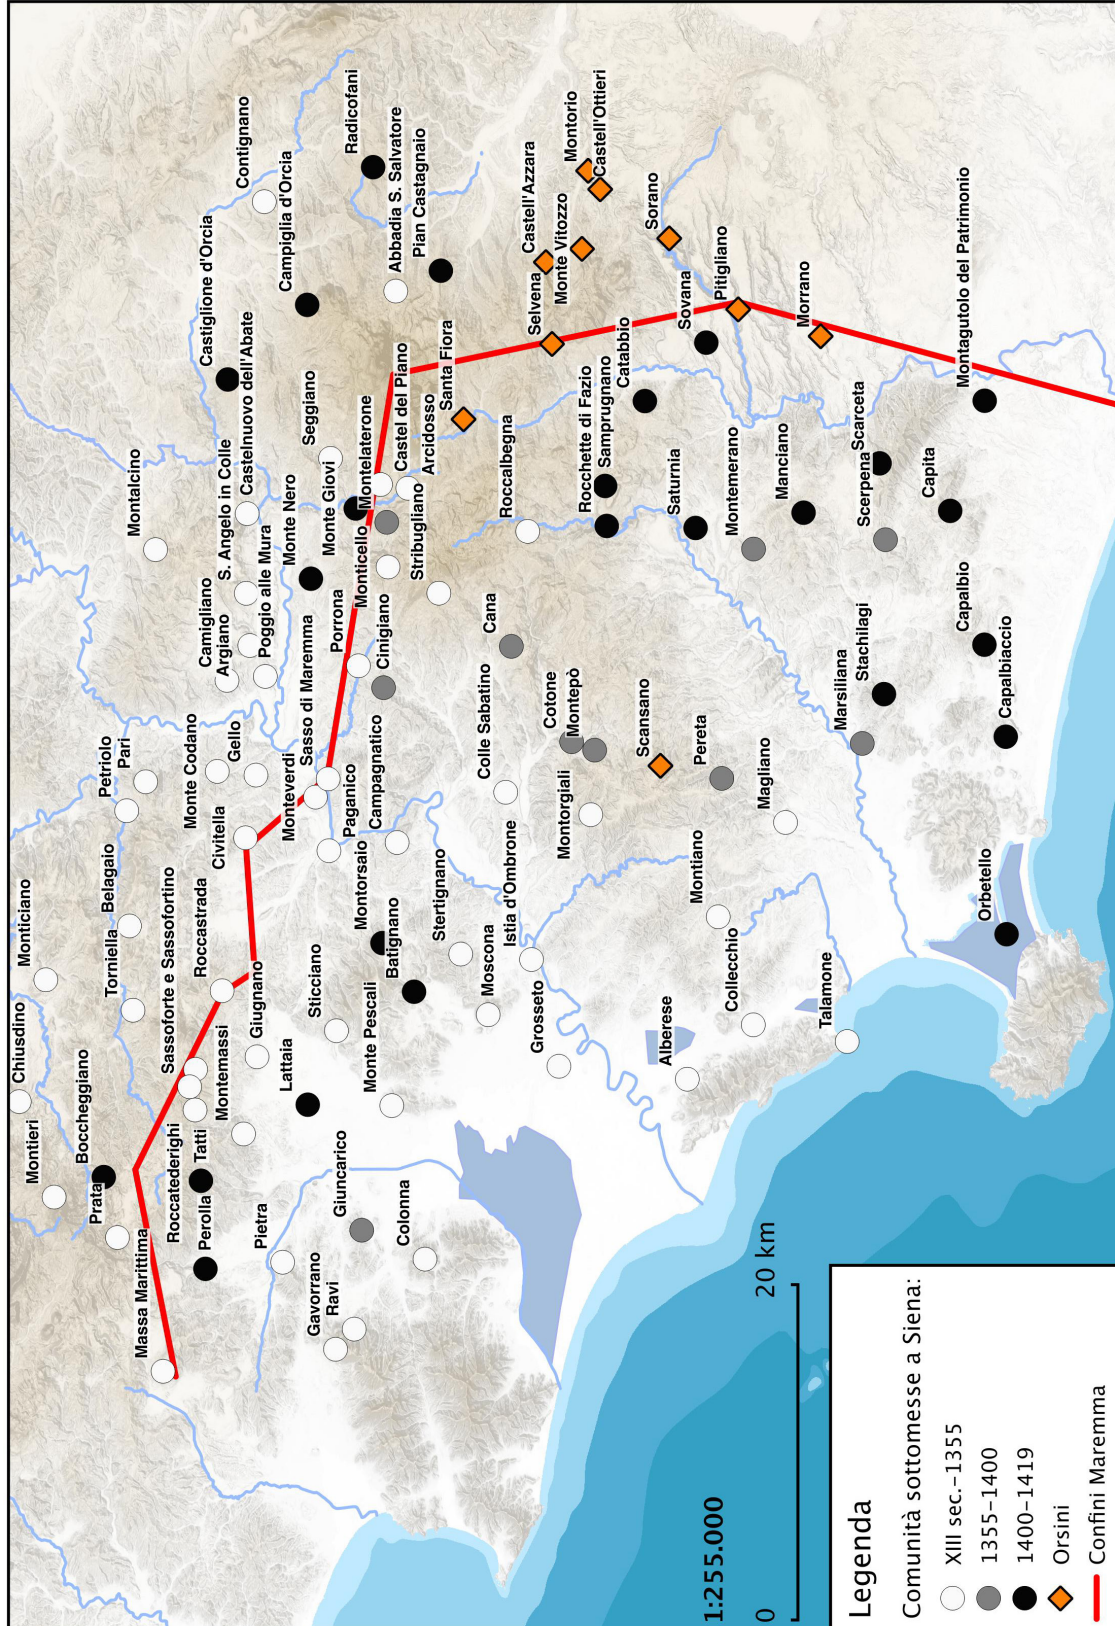 Montieri
Chiusdino
Monticiano
Boccheggiano
Prata
Massa Marittima
Torniella
Belagaio
Petriolo
Pari
Montalcino
Roccatederighi
Tatti
Perolla
Sassoforte e Sassofortino
Roccastrada
Montemassi
Giugnano
Civitella
Monte Codano
Gello
Camigliano
Argiano
Poggio alle Mura
S. Angelo in Colle
Castelnuovo dell'Abate
Castiglione d'Orcia
Contignano
Campiglia d'Orcia
Radicofani
Abbadia S. Salvatore
Pian Castagnaio
Monte Nero
Monte Giovi
Seggiano
Monticello
Montelaterone
Castel del Piano
Arcidosso
Santa Fiora
Stribugliano
Sasso di Maremma
Porrona
Cinigiano
Monteverdi
Paganico
Campagnatico
Pietra
Lattaia
Sticciano
Montorsaio
Batignano
Gavorrano
Ravi
Giuncarico
Colonna
Monte Pescali
Stertignano
Moscona
Istia d'Ombrone
Grosseto
Colle Sabatino
Cana
Roccalbegna
Cotone
Montepò
Montorgiali
Scansano
Pereta
Magliano
Montiano
Alberese
Collecchio
Talamone
Rocchette di Fazio
Samprugnano
Catabbio
Saturnia
Selvena
Castell'Azzara
Monte Vitozzo
Montorio
Castell'Ottieri
Sorano
Sovana
Pitigliano
Morrano
Montemerano
Manciano
Scerpena
Scarceta
Capita
Montagutolo del Patrimonio
Marsiliana
Stachilagi
Capalbio
Capalbiaccio
Orbetello
1:255.000
0
20 km
Legenda
Comunità sottomesse a Siena:
XIII sec.-1355
1355-1400
1400-1419
Orsini
Confini Maremma